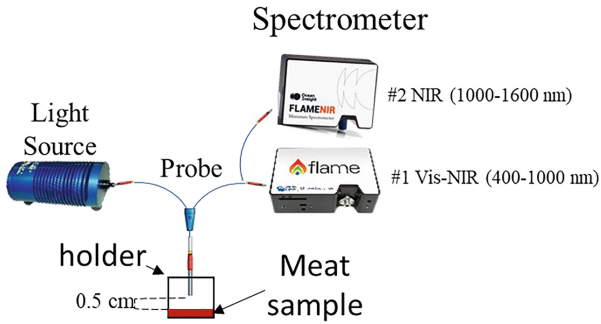 Spectrometer
Ocean Insight
FLAMENIR
Miniature Spectrometer
#2 NIR (1000-1600 nm)
Light
Source
Probe
flame
#1 Vis-NIR (400-1000 nm)
holder
0.5 cm
Meat
sample